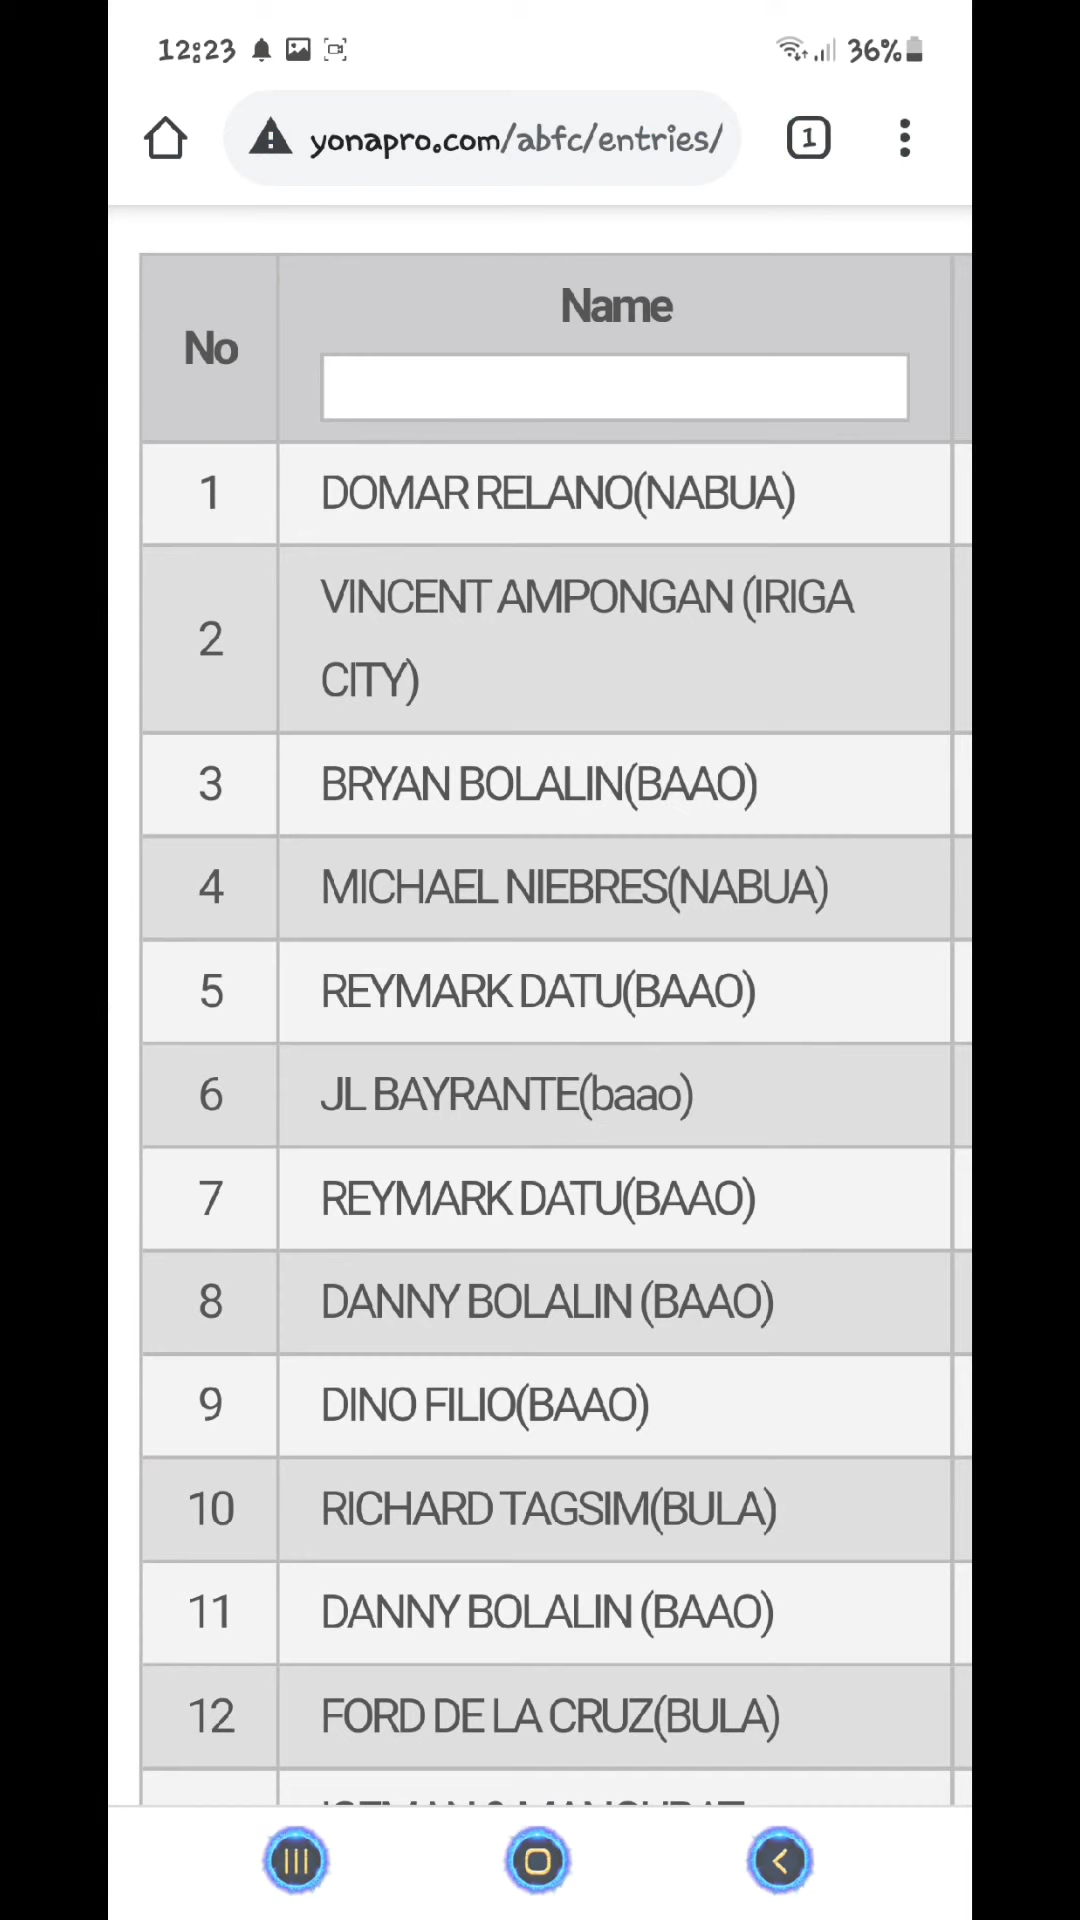 12:23
36%
yonapro.com/abfc/entries/
1
No
Name
1 DOMAR RELANO(NABUA)
2 VINCENT AMPONGAN (IRIGA
CITY)
3 BRYAN BOLALIN(BAAO)
4 MICHAEL NIEBRES(NABUA)
5 REYMARK DATU(BAAO)
6 JL BAYRANTE(baao)
7 REYMARK DATU(BAAO)
8 DANNY BOLALIN (BAAO)
9 DINO FILIO(BAAO)
10 RICHARD TAGSIM(BULA)
11 DANNY BOLALIN (BAAO)
12 FORD DE LA CRUZ(BULA)